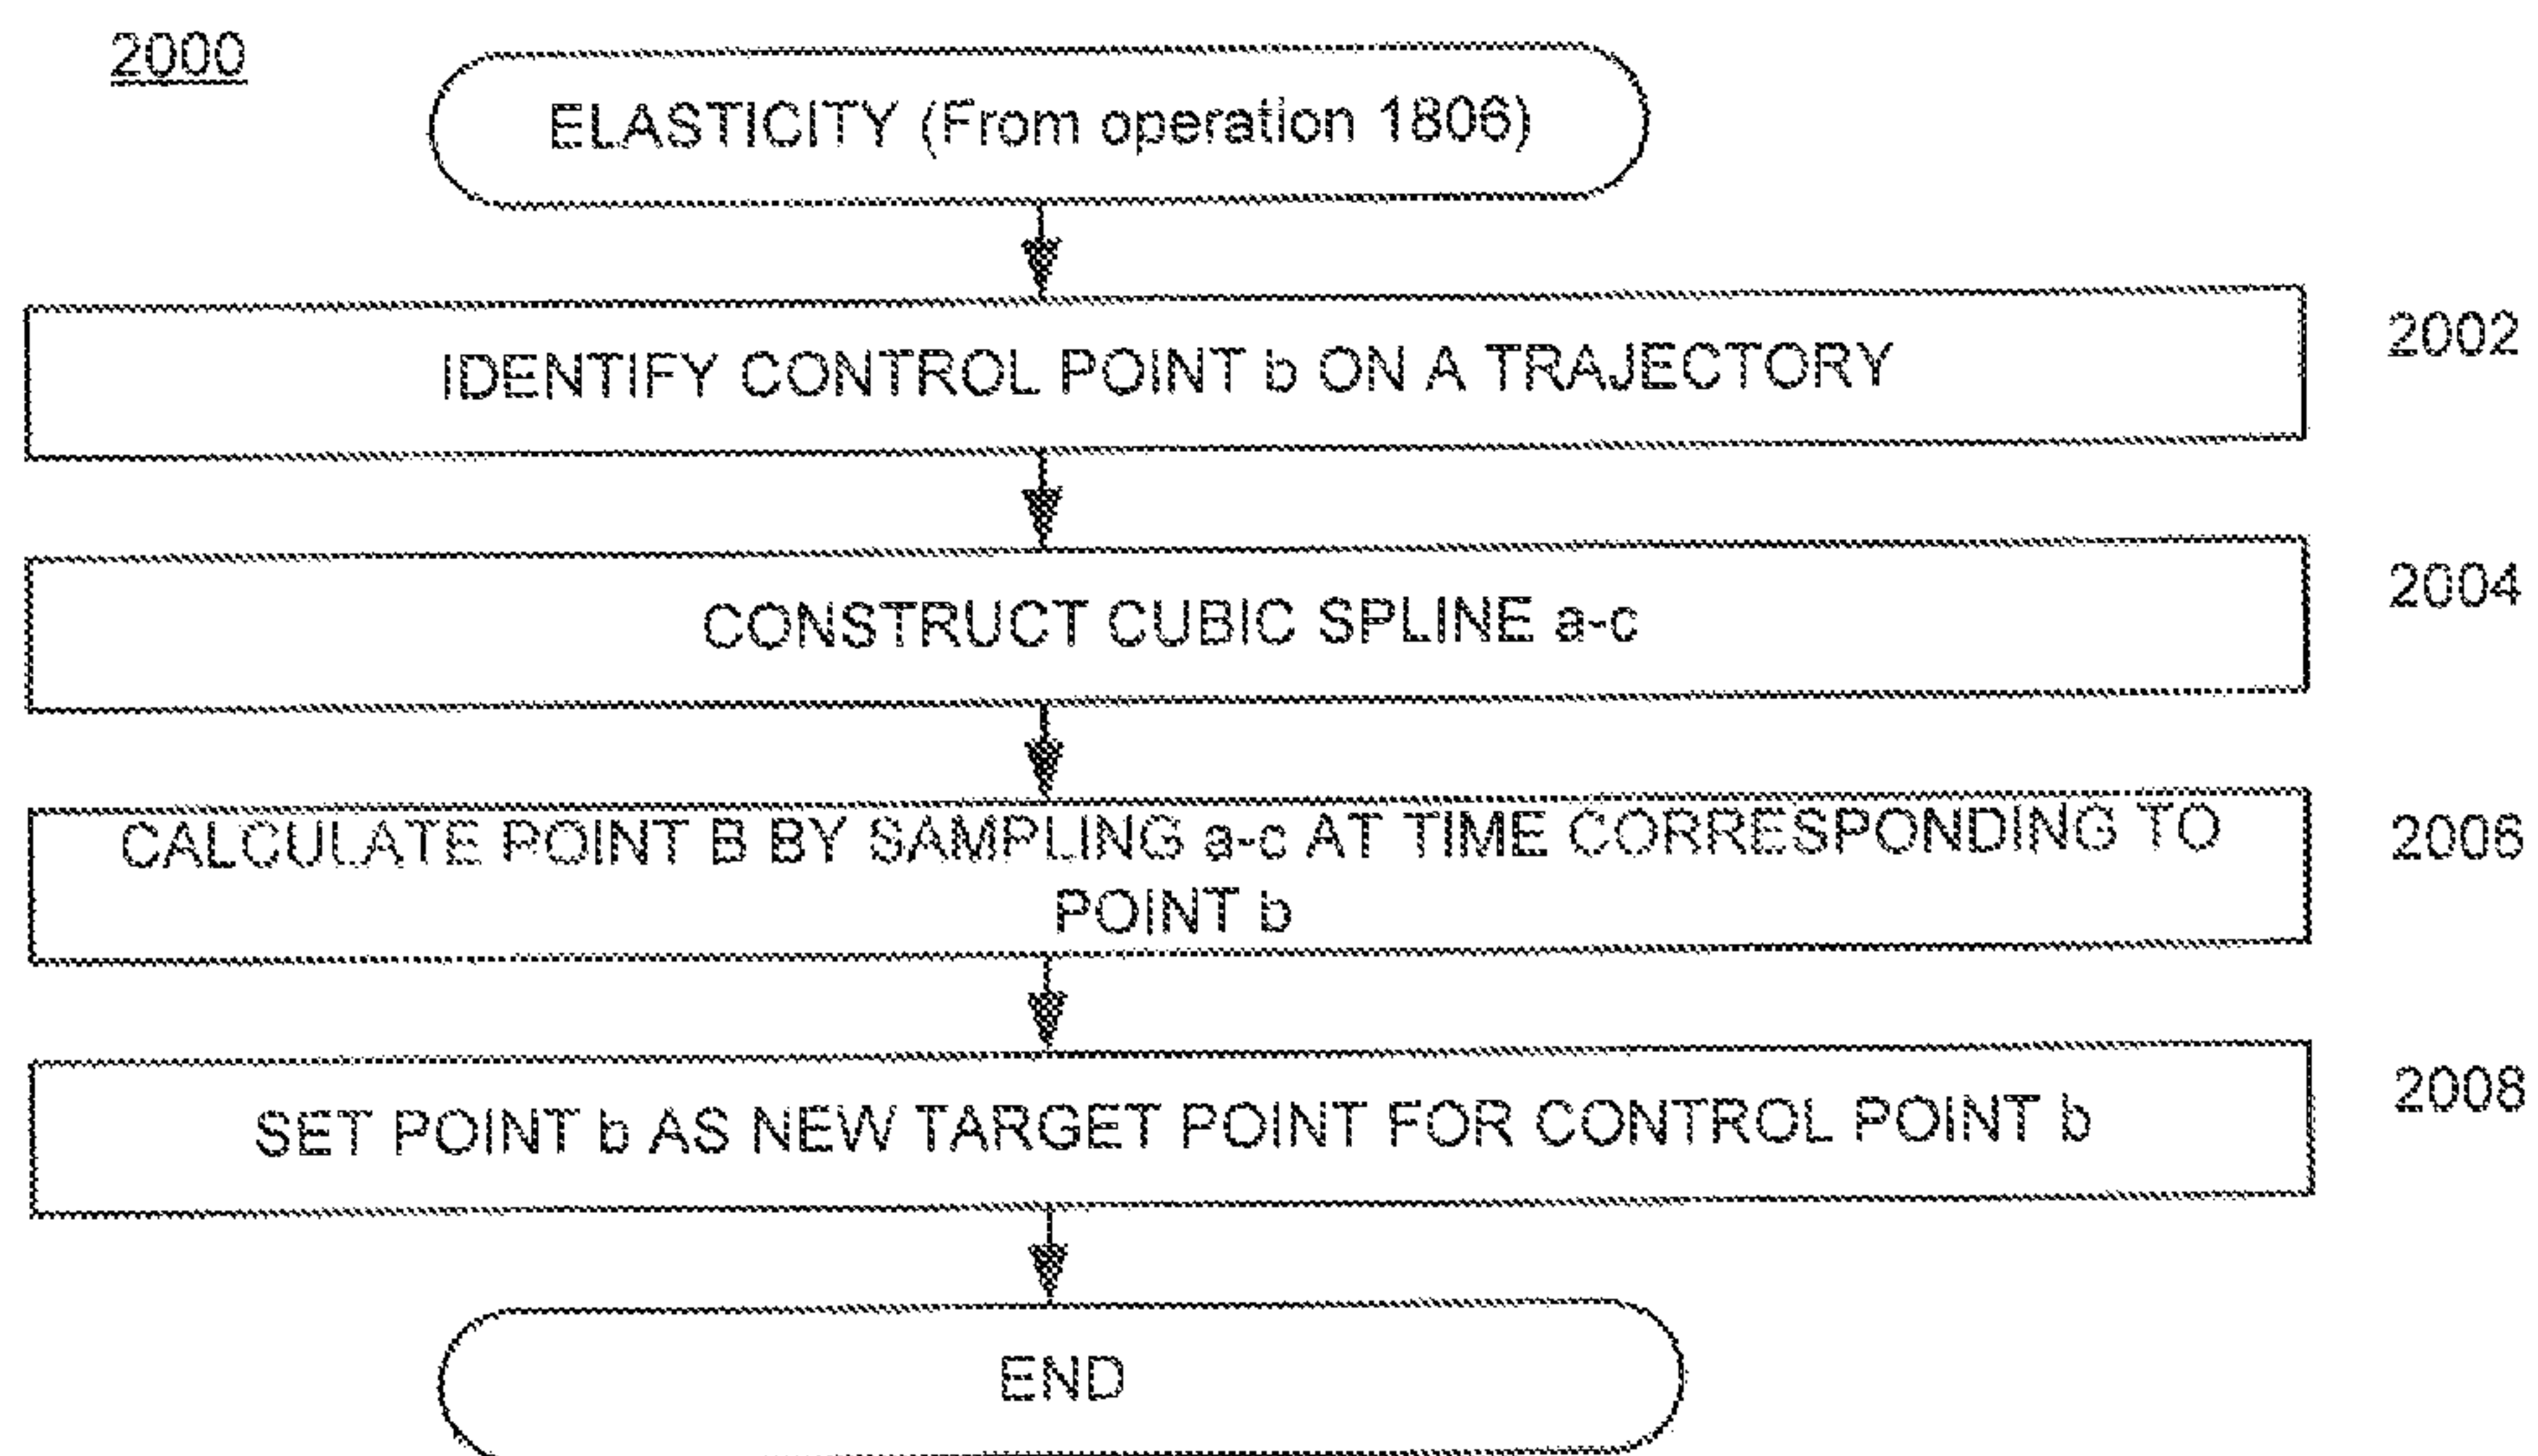 2000
ELASTICITY (From operation 1806)
IDENTIFY CONTROL POINT b ON A TRAJECTORY
2002
CONSTRUCT CUBIC SPLINE a-c
2004
CALCULATE POINT B BY SAMPLING a-c AT TIME CORRESPONDING TO
POINT b
2006
SET POINT b AS NEW TARGET POINT FOR CONTROL POINT b
2008
END